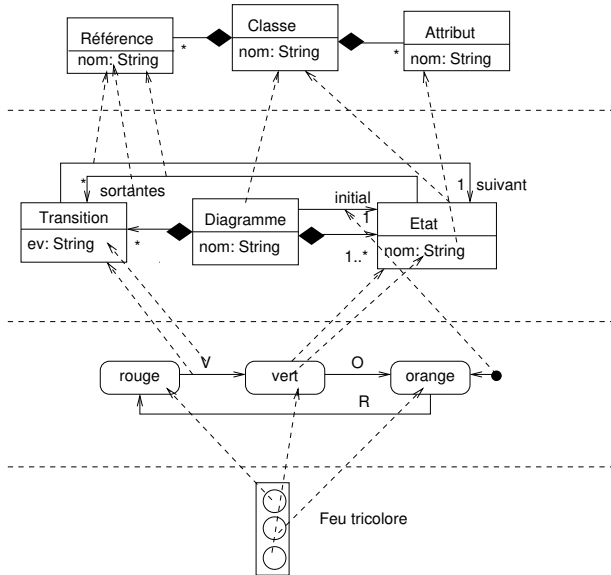 Référence
nom: String
*
Classe
nom: String
*
Attribut
nom: String
*
sortantes
initial
1
1
suivant
Transition
ev: String
*
Diagramme
nom: String
1..*
Etat
nom: String
rouge
V
vert
O
orange
R
Feu tricolore